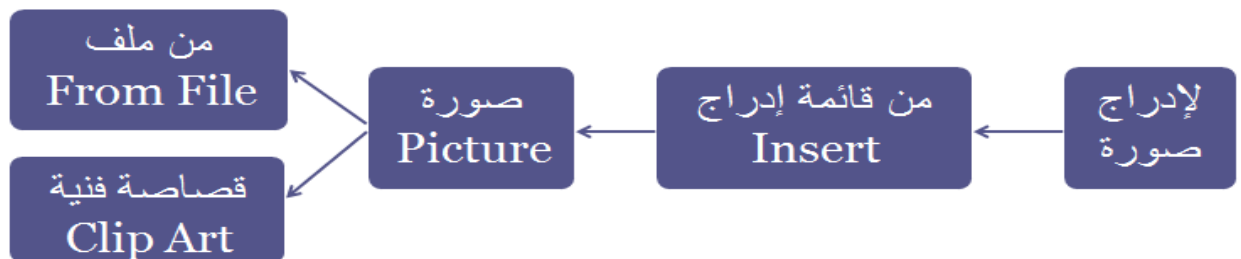 لإدراج
صورة
من قائمة إدراج
Insert
صورة
Picture
من ملف
From File
قصاصة فنية
Clip Art